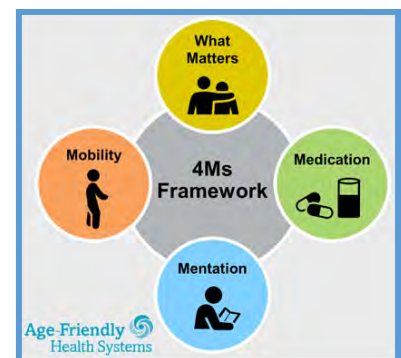 What
Matters
Mobility
4Ms
Framework
Medication
Mentation
Age-Friendly
Health Systems